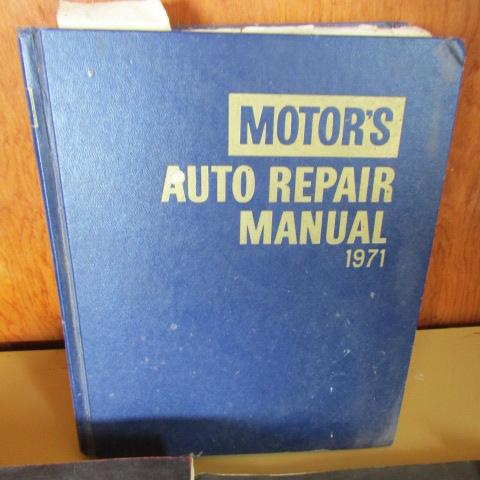 MOTOR'S
AUTO REPAIR
MANUAL
1971